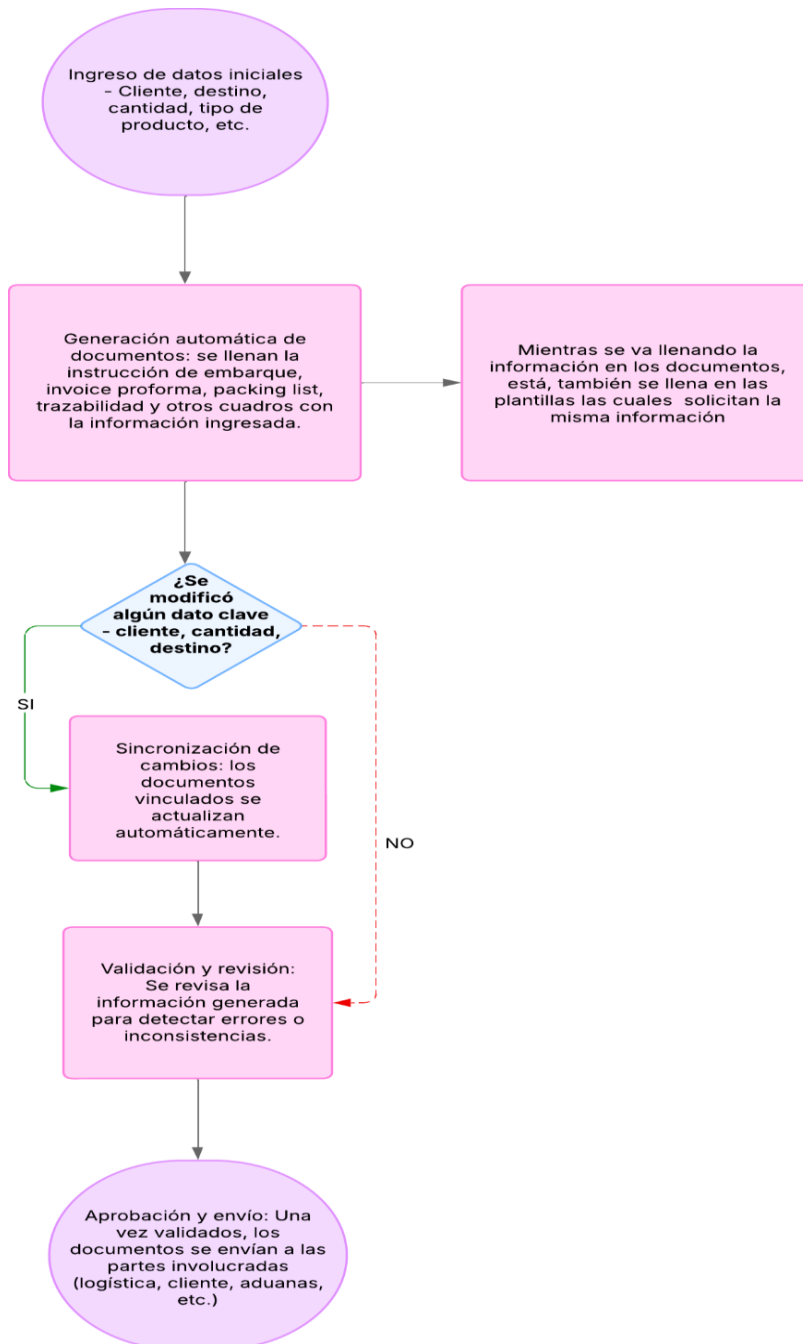 Ingreso de datos iniciales
– Cliente, destino,
cantidad, tipo de
producto, etc.
Generación automática de
documentos: se llenan la
instrucción de embarque,
invoice proforma, packing list,
trazabilidad y otros cuadros con
la información ingresada.
Mientras se va llenando la
información en los documentos,
está, también se llena en las
plantillas las cuales  solicitan la
misma información
¿Se
modificó
algún dato clave
– cliente, cantidad,
destino?
SI
Sincronización de
cambios: los
documentos
vinculados se
actualizan
automáticamente.
NO
Validación y revisión:
Se revisa la
información generada
para detectar errores o
inconsistencias.
Aprobación y envío: Una
vez validados, los
documentos se envían a las
partes involucradas
(logística, cliente, aduanas,
etc.)